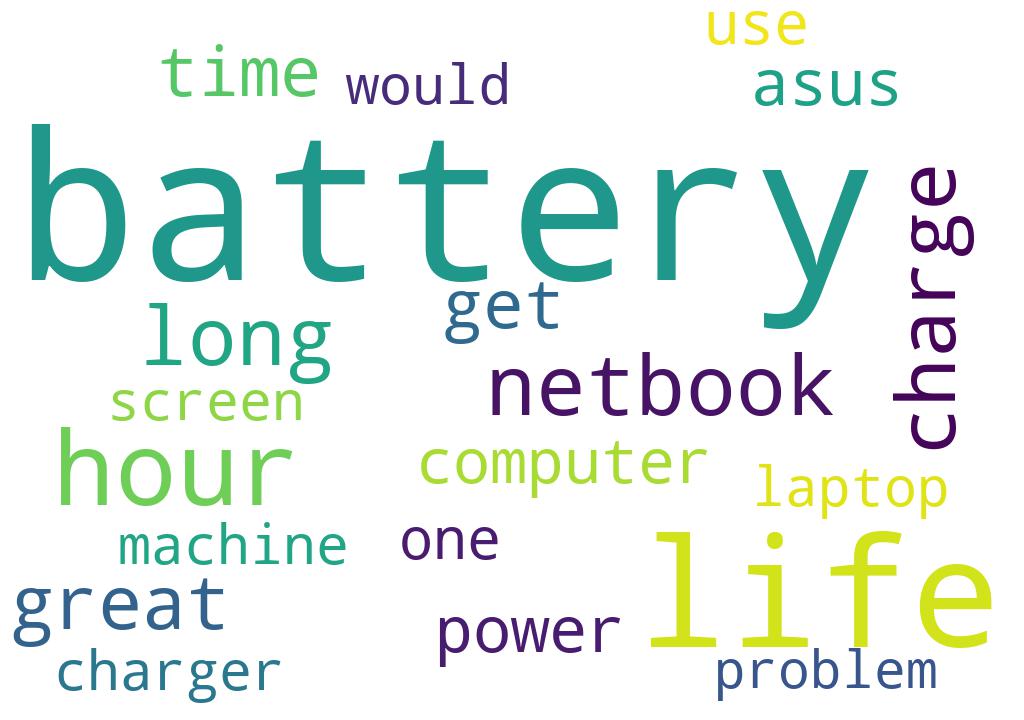 use
time
would
asus
battery
charge
get
long
netbook
screen
hour
computer
laptop
machine
one
life
great
power
charger
problem